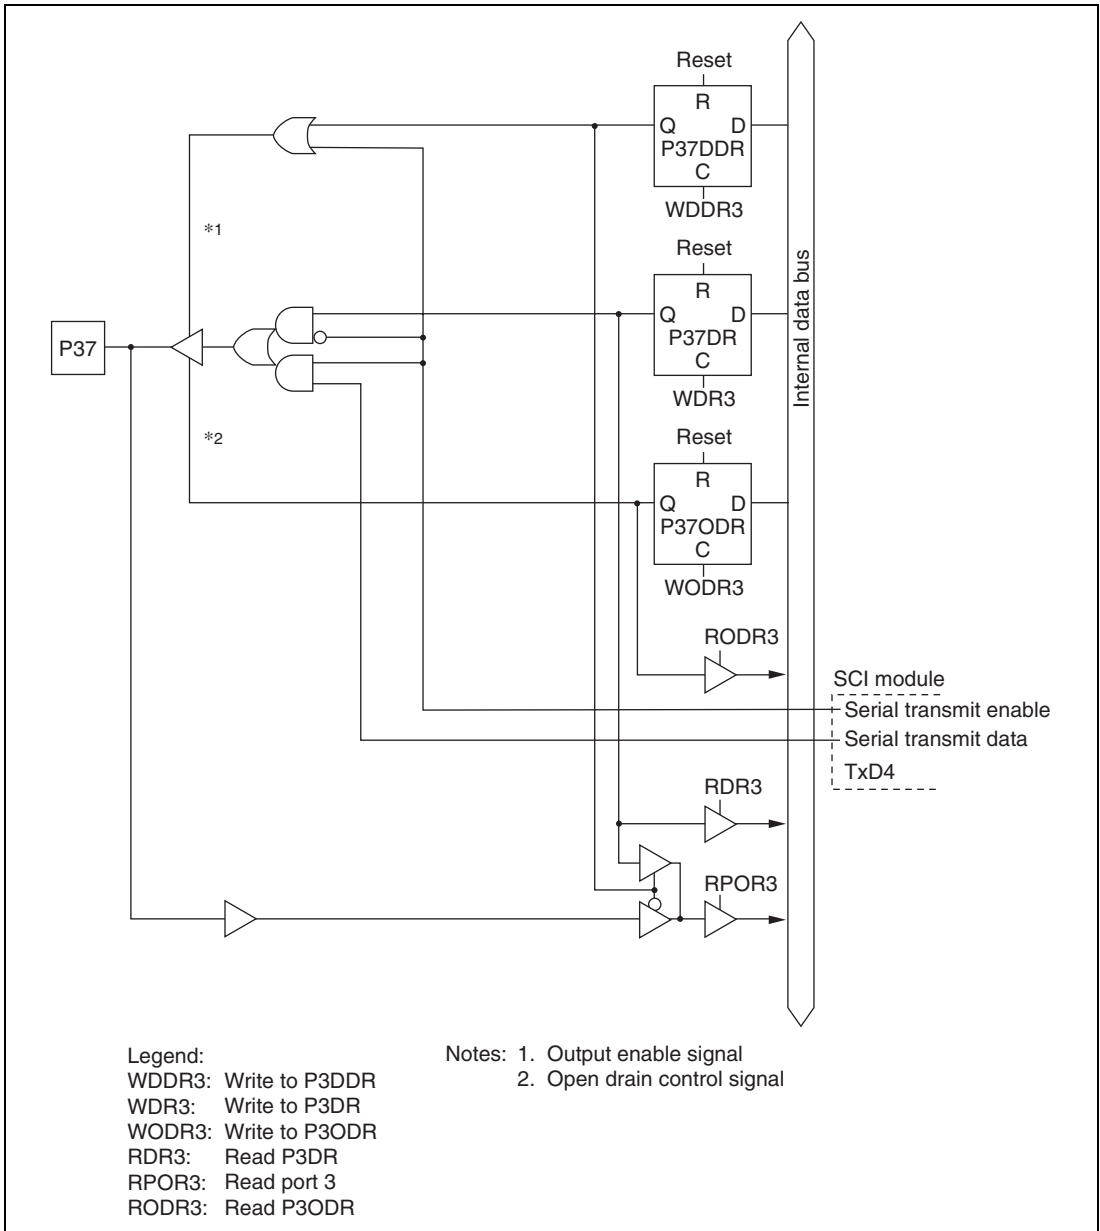 Reset
R
Q D
P37DDR
C
WDDR3
*1
Reset
R
Q D
P37DR
C
WDR3
P37
Internal data bus
*2
Reset
R
Q D
P37ODR
C
WODR3
RODR3
SCI module
Serial transmit enable
Serial transmit data
TxD4
RDR3
RPOR3
Legend:
WDDR3: Write to P3DDR
WDR3: Write to P3DR
WODR3: Write to P3ODR
RDR3: Read P3DR
RPOR3: Read port 3
RODR3: Read P3ODR
Notes: 1. Output enable signal
2. Open drain control signal